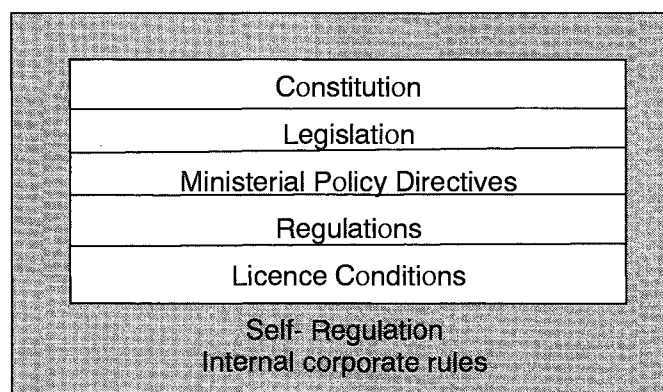 Constitution
Legislation
Ministerial Policy Directives
Regulations
Licence Conditions
Self- Regulation
Internal corporate rules